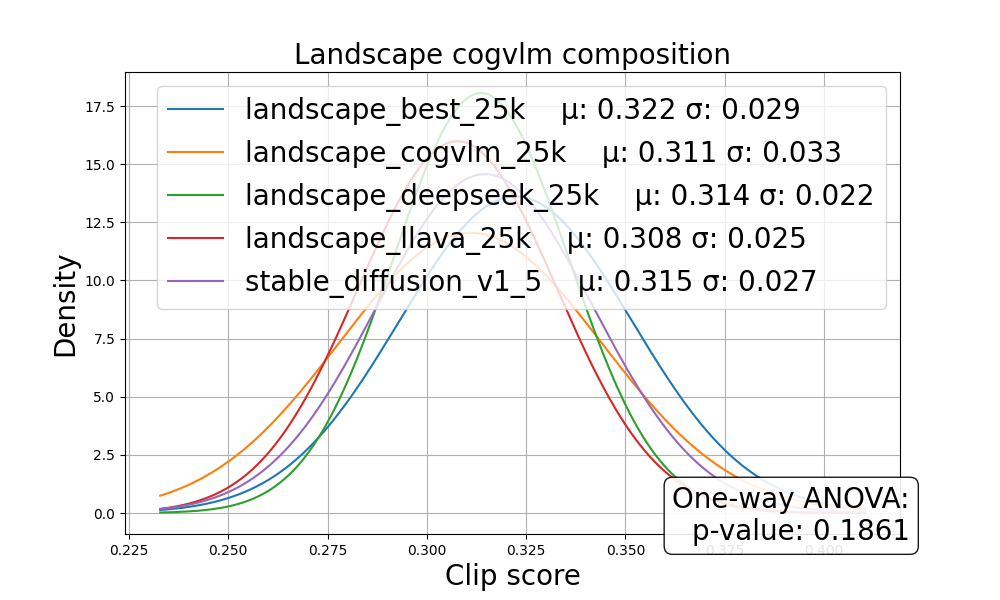 Landscape cogvlm composition
17.5
15.0
12.5
10.0
7.5
5.0
2.5
0.0
Density
landscape_best_25k μ: 0.322 σ: 0.029
landscape_cogvlm_25k μ: 0.311 σ: 0.033
landscape_deepseek_25k μ: 0.314 σ: 0.022
landscape_llava_25k μ: 0.308 σ: 0.025
stable_diffusion_v1_5 μ: 0.315 σ: 0.027
One-way ANOVA:
p-value: 0.1861
0.225 0.250 0.275 0.300 0.325 0.350 0.375 0.400
Clip score